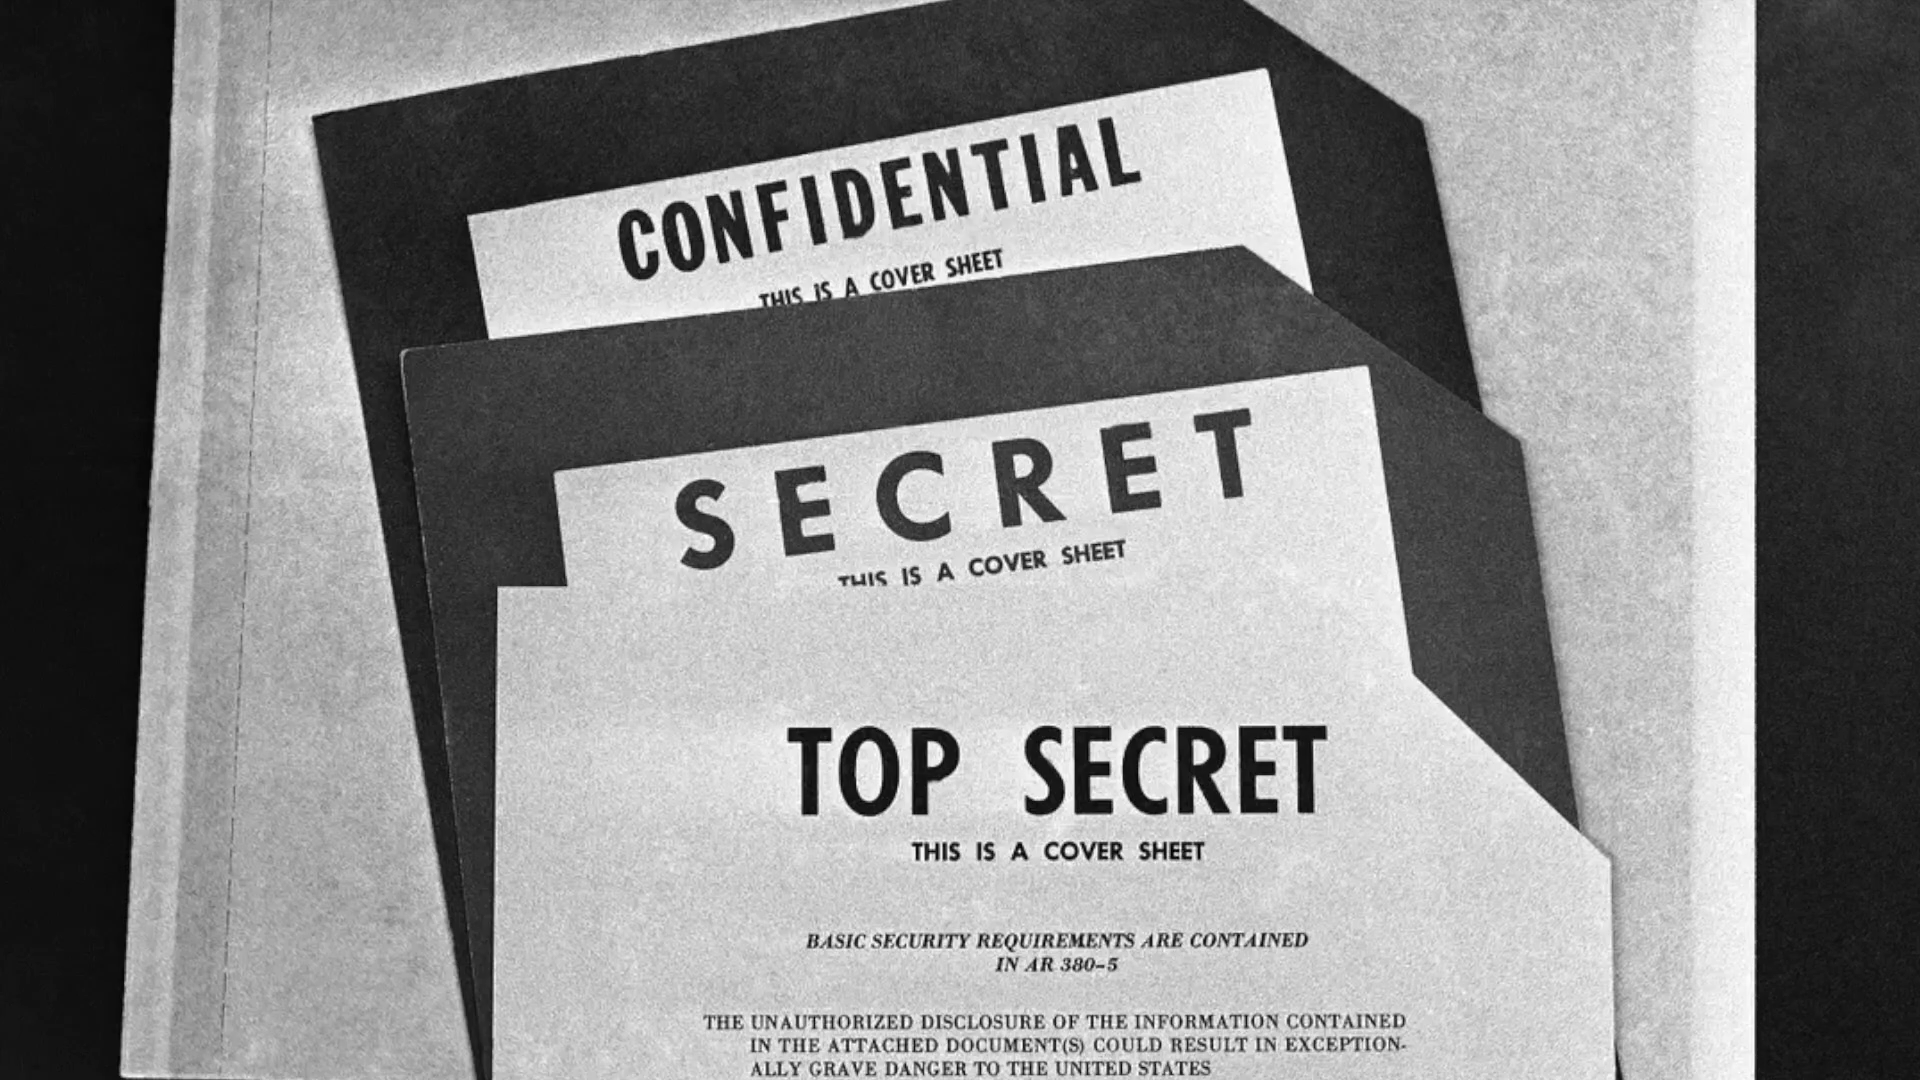 CONFIDENTIAL
THIS IS A COVER SHEET
SECRET
THIS IS A COVER SHEET
TOP SECRET
THIS IS A COVER SHEET
BASIC SECURITY REQUIREMENTS ARE CONTAINED
IN AR 380-5
THE UNAUTHORIZED DISCLOSURE OF THE INFORMATION CONTAINED
IN THE ATTACHED DOCUMENT(S) COULD RESULT IN EXCEPTION-
ALLY GRAVE DANGER TO THE UNITED STATES